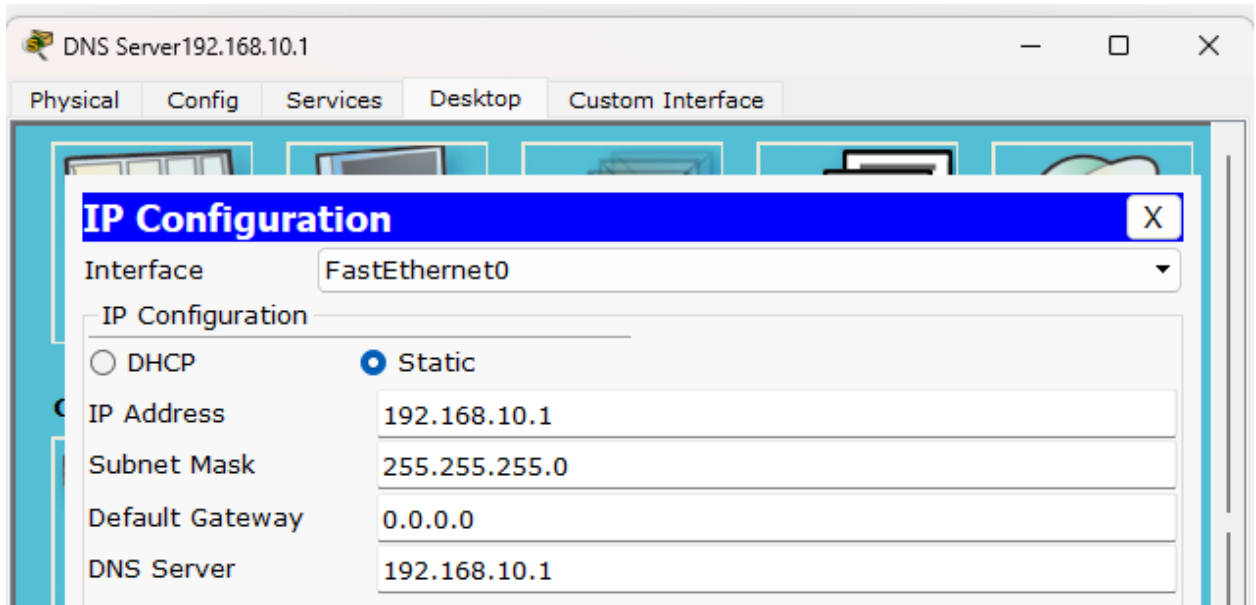 DNS Server192.168.10.1
Physical Config Services Desktop Custom Interface
IP Configuration X
Interface FastEthernet0
IP Configuration
DHCP Static
IP Address 192.168.10.1
Subnet Mask 255.255.255.0
Default Gateway 0.0.0.0
DNS Server 192.168.10.1